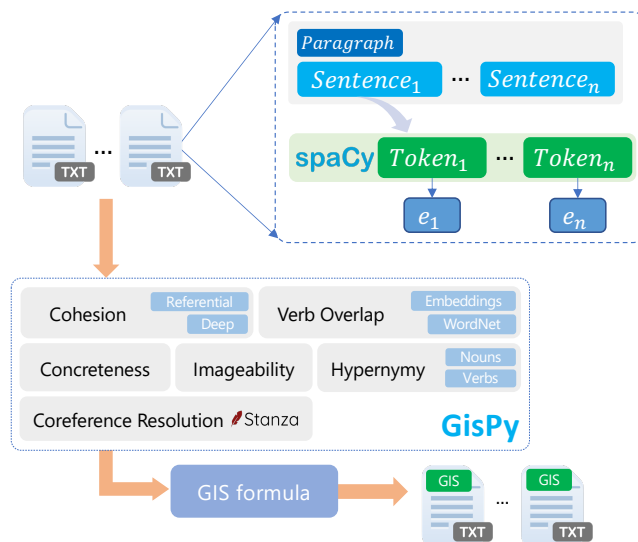 Paragraph
Sentence₁ ... Sentenceₙ
TXT ... TXT
spaCy Token₁ ... Tokenₙ
e₁ eₙ
Cohesion Referential Deep
Verb Overlap Embeddings WordNet
Concreteness
Imageability
Hypernymy Nouns Verbs
Coreference Resolution Stanza
GisPy
GIS formula
GIS ... GIS
TXT TXT